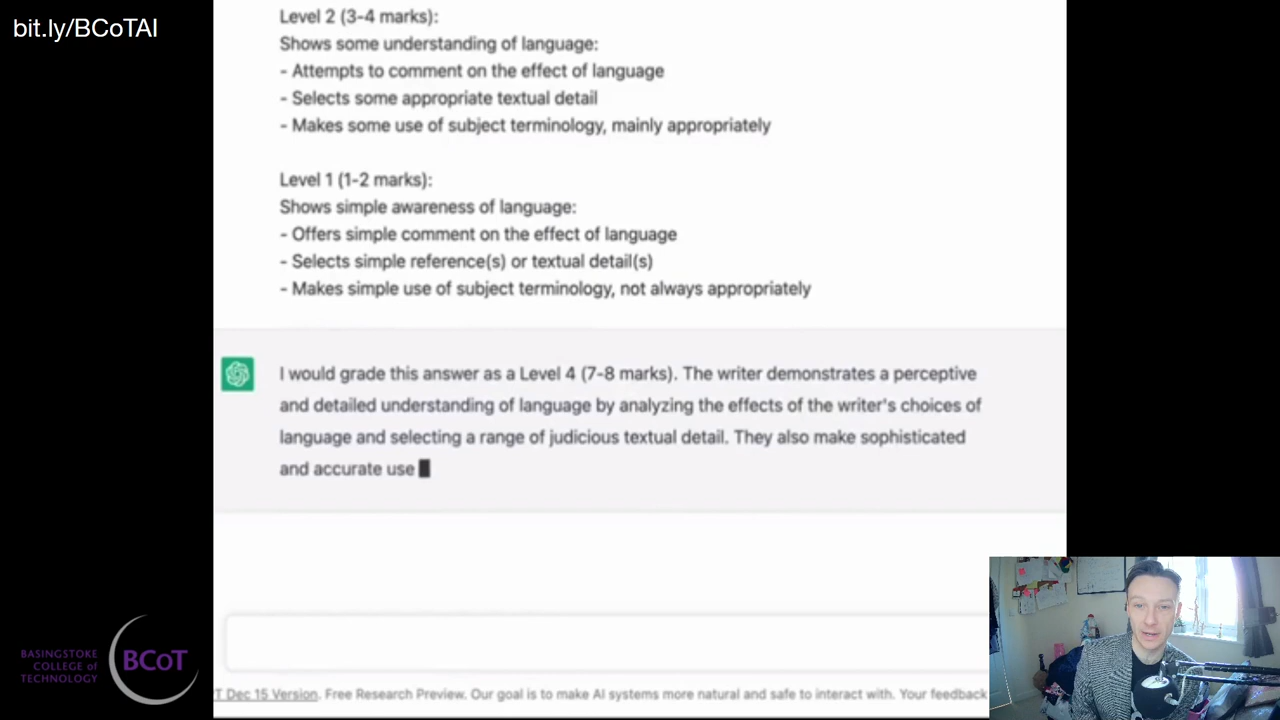 bit.ly/BCoTAI
Level 2 (3-4 marks):
Shows some understanding of language:
- Attempts to comment on the effect of language
- Selects some appropriate textual detail
- Makes some use of subject terminology, mainly appropriately
Level 1 (1-2 marks):
Shows simple awareness of language:
- Offers simple comment on the effect of language
- Selects simple reference(s) or textual detail(s)
- Makes simple use of subject terminology, not always appropriately
I would grade this answer as a Level 4 (7-8 marks). The writer demonstrates a perceptive
and detailed understanding of language by analyzing the effects of the writer's choices of
language and selecting a range of judicious textual detail. They also make sophisticated
and accurate use
T Dec 15 Version. Free Research Preview. Our goal is to make AI systems more natural and safe to interact with. Your feedback
BASINGSTOKE
COLLEGE of
TECHNOLOGY
BCoT